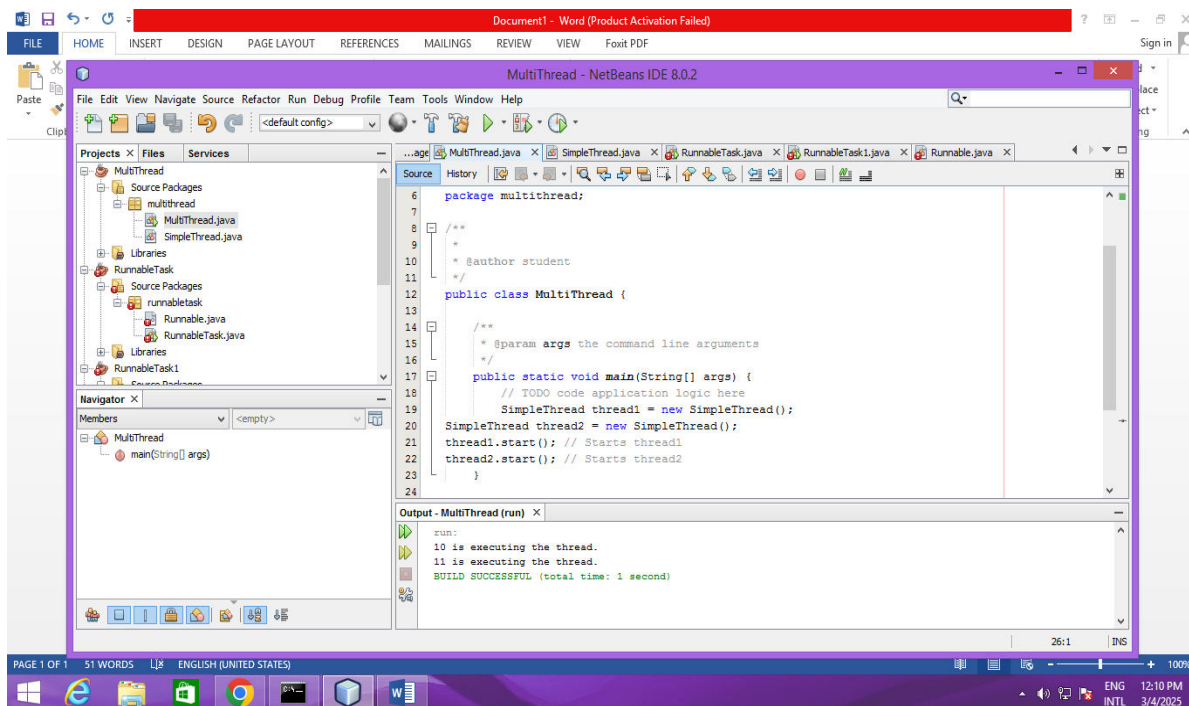 Document1 - Word (Product Activation Failed)
FILE HOME INSERT DESIGN PAGE LAYOUT REFERENCES MAILINGS REVIEW VIEW Foxit PDF Sign in
Paste
MultiThread - NetBeans IDE 8.0.2
File Edit View Navigate Source Refactor Run Debug Profile Team Tools Window Help
<default config>
Projects Files Services
MultiThread
Source Packages
multithread
MultiThread.java
SimpleThread.java
Libraries
RunnableTask
Source Packages
runnabletask
Runnable.java
RunnableTask.java
Libraries
RunnableTask1
Source Packages
Navigator
Members <empty>
MultiThread
main(String[] args)
...age MultiThread.java SimpleThread.java RunnableTask.java RunnableTask1.java Runnable.java
Source History
6 package multithread;
7
8 /**
9 *
10 * @author student
11 */
12 public class MultiThread {
13
14 /**
15 * @param args the command line arguments
16 */
17 public static void main(String[] args) {
18 // TODO code application logic here
19 SimpleThread thread1 = new SimpleThread();
20 SimpleThread thread2 = new SimpleThread();
21 thread1.start(); // Starts thread1
22 thread2.start(); // Starts thread2
23 }
24
Output - MultiThread (run)
run:
10 is executing the thread.
11 is executing the thread.
BUILD SUCCESSFUL (total time: 1 second)
26:1 INS
PAGE 1 OF 1 51 WORDS ENGLISH (UNITED STATES) 100%
ENG 12:10 PM
INTL 3/4/2025